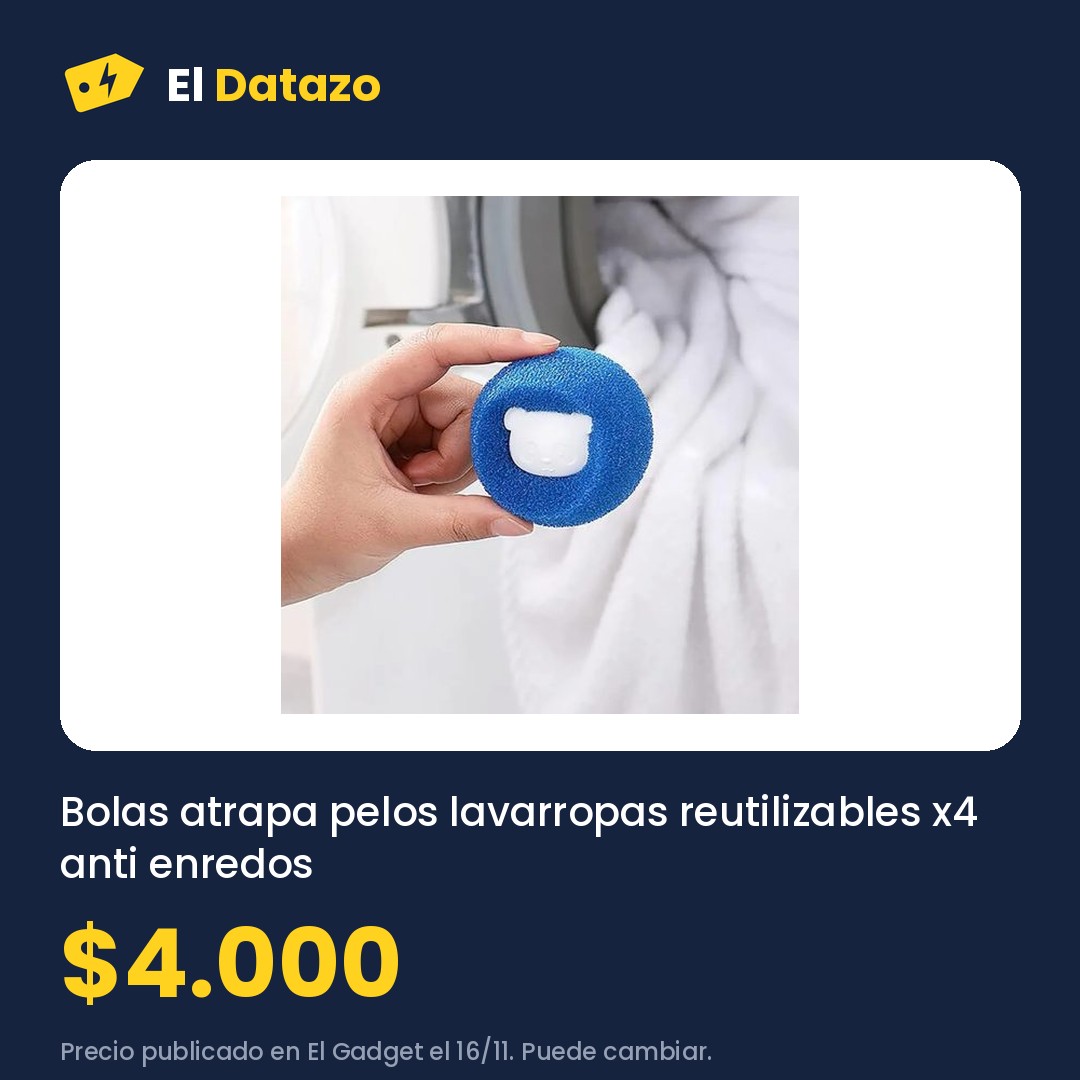 El Datazo
Bolas atrapa pelos lavarropas reutilizables x4
anti enredos
$4.000
Precio publicado en El Gadget el 16/11. Puede cambiar.